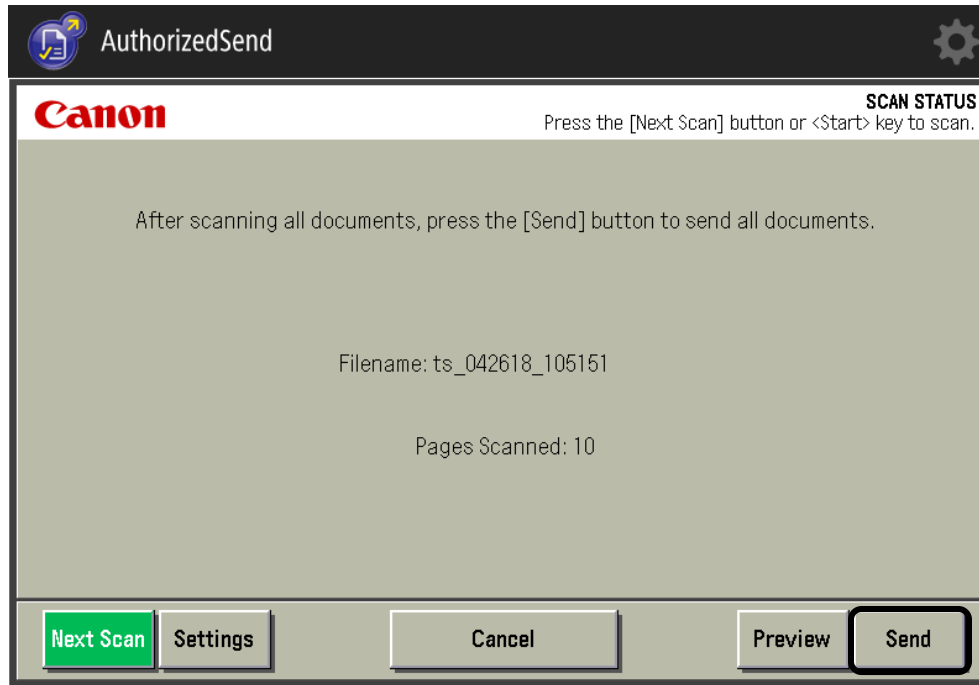 AuthorizedSend
Canon
SCAN STATUS
Press the [Next Scan] button or <Start> key to scan.
After scanning all documents, press the [Send] button to send all documents.
Filename: ts_042618_105151
Pages Scanned: 10
Next Scan Settings Cancel Preview Send